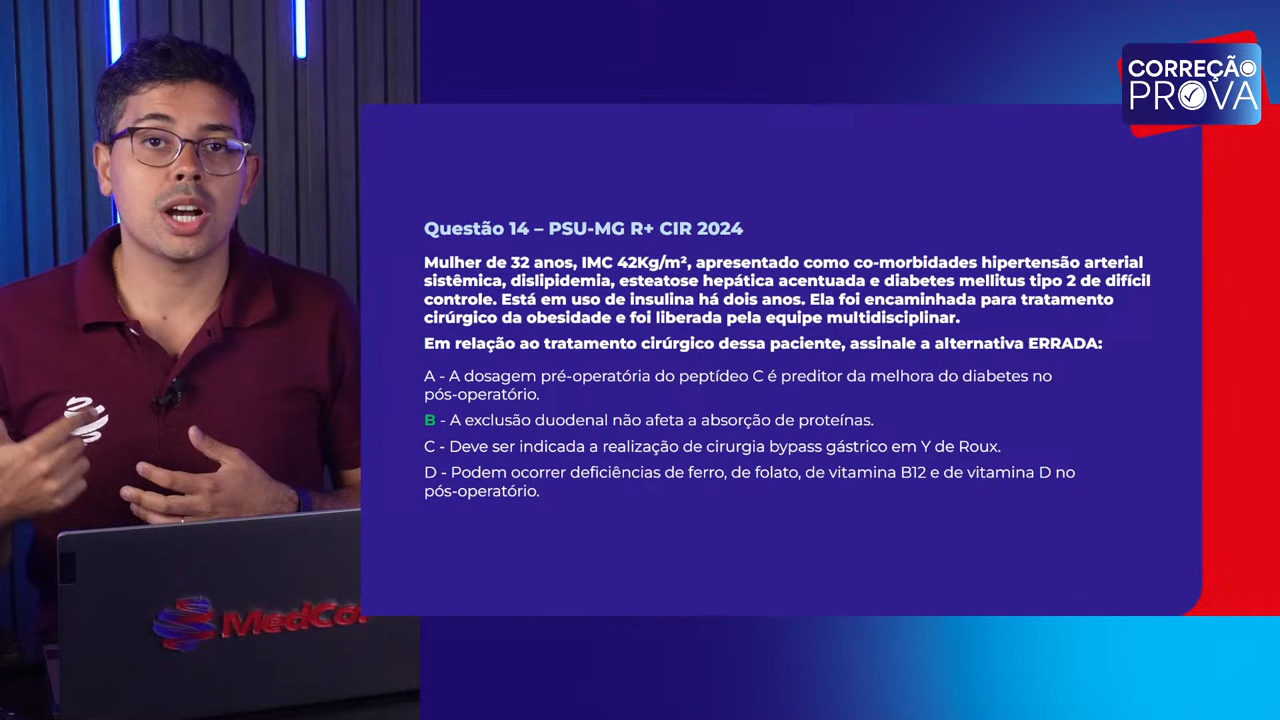 CORREÇÃO
PROVA
Questão 14 – PSU-MG R+ CIR 2024
Mulher de 32 anos, IMC 42Kg/m², apresentado como co-morbidades hipertensão arterial
sistêmica, dislipidemia, esteatose hepática acentuada e diabetes mellitus tipo 2 de difícil
controle. Está em uso de insulina há dois anos. Ela foi encaminhada para tratamento
cirúrgico da obesidade e foi liberada pela equipe multidisciplinar.
Em relação ao tratamento cirúrgico dessa paciente, assinale a alternativa ERRADA:
A - A dosagem pré-operatória do peptídeo C é preditor da melhora do diabetes no
pós-operatório.
B - A exclusão duodenal não afeta a absorção de proteínas.
C - Deve ser indicada a realização de cirurgia bypass gástrico em Y de Roux.
D - Podem ocorrer deficiências de ferro, de folato, de vitamina B12 e de vitamina D no
pós-operatório.